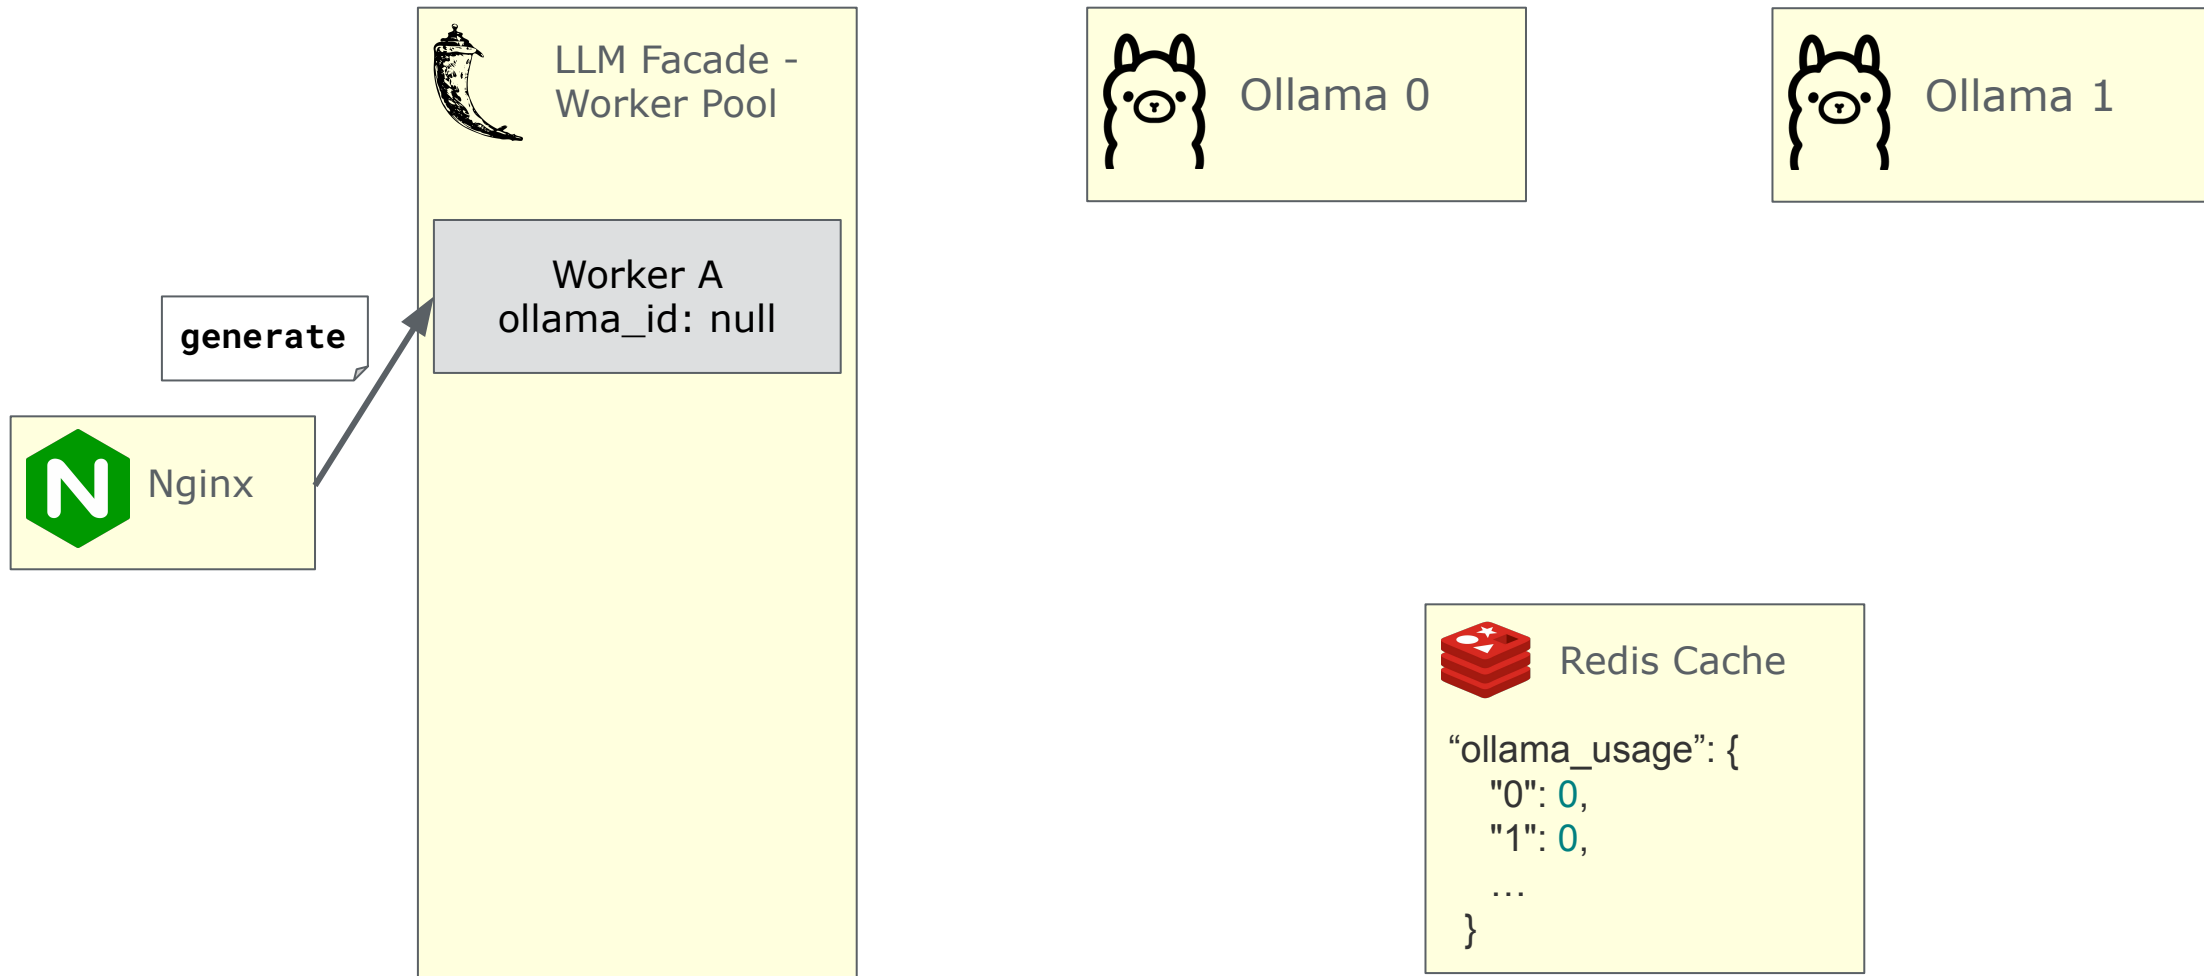 LLM Facade -
Worker Pool
Ollama 0
Ollama 1
Worker A
ollama_id: null
generate
Nginx
Redis Cache
“ollama_usage”: {
"0": 0,
"1": 0,
…
}